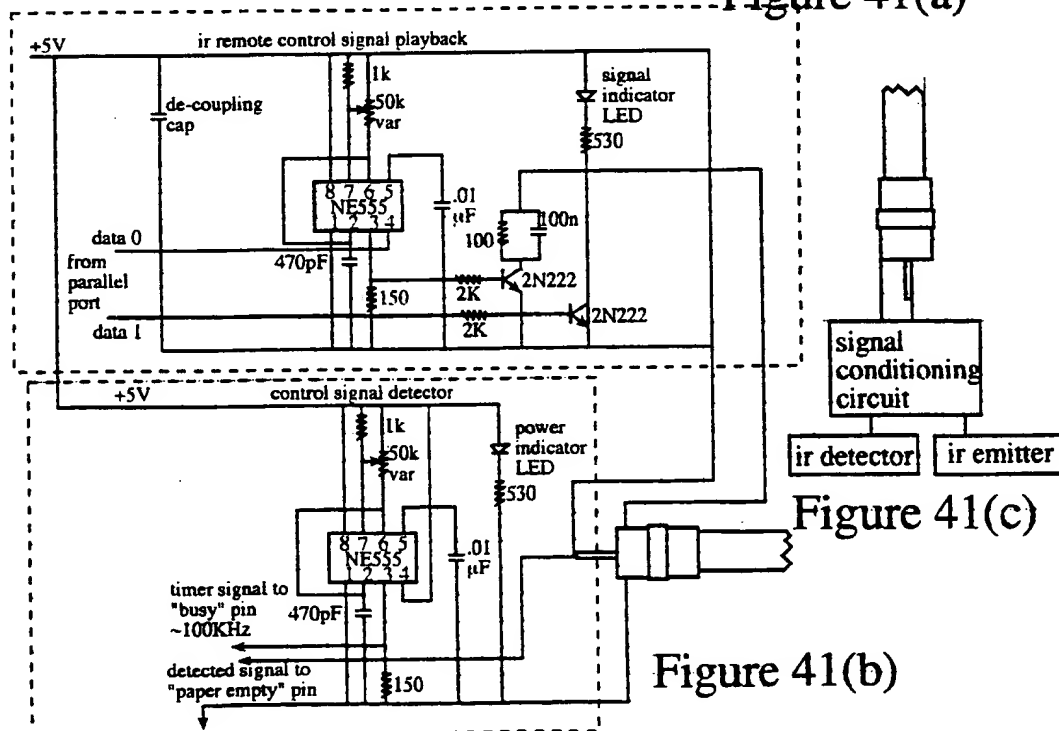 Figure 41(a)
+5V
ir remote control signal playback
1k
50k
var
de-coupling
cap
signal
indicator
LED
530
8 7 6 5
NE555
1 2 3 4
.01
µF
100n
100
data 0
from
parallel
port
470pF
150
2K
2N222
data 1
2K
2N222
+5V
control signal detector
1k
50k
var
power
indicator
LED
530
8 7 6 5
NE555
1 2 3 4
.01
µF
timer signal to
"busy" pin
~100KHz
470pF
detected signal to
"paper empty" pin
150
Figure 41(b)
signal
conditioning
circuit
ir detector
ir emitter
Figure 41(c)